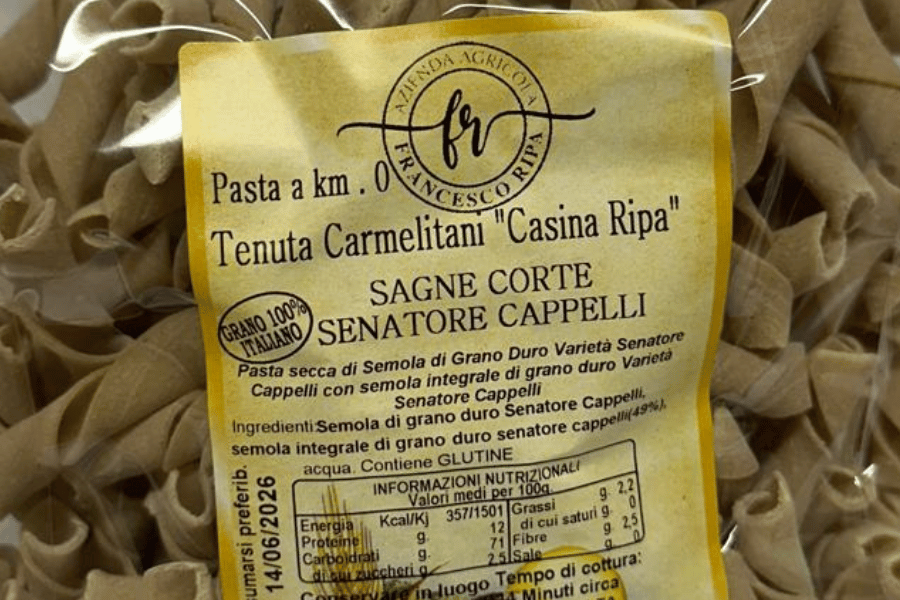 AZIENDA AGRICOLA
fr
FRANCESCO RIPA
Pasta a km . 0
Tenuta Carmelitani "Casina Ripa"
SAGNE CORTE
SENATORE CAPPELLI
GRANO 100%
ITALIANO
Pasta secca di Semola di Grano Duro Varietà Senatore
Cappelli con semola integrale di grano duro Varietà
Senatore Cappelli
Ingredienti:Semola di grano duro Senatore Cappelli,
semola integrale di grano duro senatore cappelli(49%),
acqua. Contiene GLUTINE
INFORMAZIONI NUTRIZIONALI
Valori medi per 100g.
Energia Kcal/Kj 357/1501
Proteine g. 12
Carboidrati g. 71
di cui zuccheri g. 2.5
Grassi g. 2,2
di cui saturi g. 0
Fibre g. 2,5
Sale g. 0
Conservare in luogo Tempo di cottura:
Minuti circa
umarsi preferib.
14/06/2026